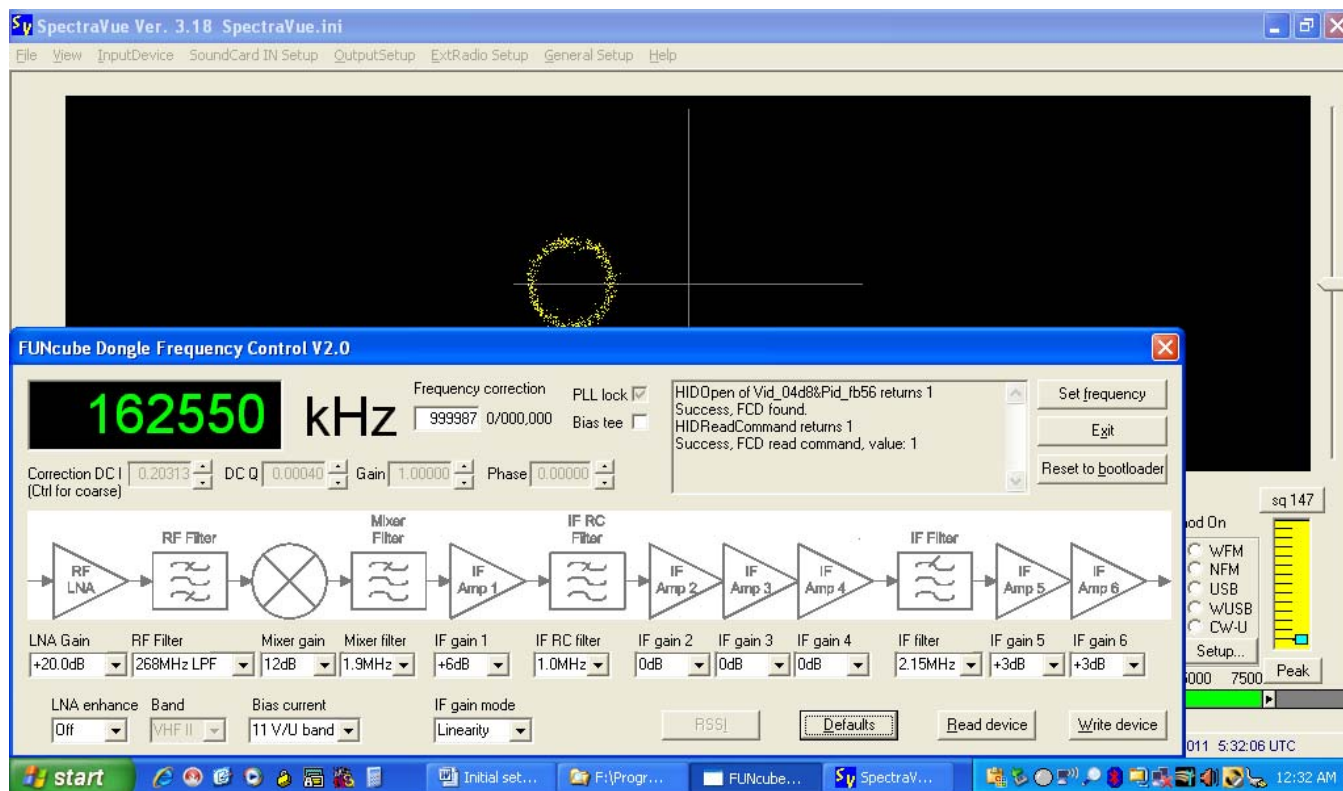 SpectraVue Ver. 3.18 SpectraVue.ini
File View InputDevice SoundCard IN Setup OutputSetup ExtRadio Setup General Setup Help
FUNcube Dongle Frequency Control V2.0
162550 kHz
Frequency correction
999987 0/000,000
PLL lock
Bias tee
HIDOpen of Vid_04d8&Pid_fb56 returns 1
Success, FCD found.
HIDReadCommand returns 1
Success, FCD read command, value: 1
Set frequency
Exit
Reset to bootloader
Correction DC I 0.20313 DC Q 0.00040 Gain 1.00000 Phase 0.00000
(Ctrl for coarse)
RF LNA
RF Filter
Mixer Filter
IF Amp 1
IF RC Filter
IF Amp 2
IF Amp 3
IF Amp 4
IF Filter
IF Amp 5
IF Amp 6
LNA Gain RF Filter Mixer gain Mixer filter IF gain 1 IF RC filter IF gain 2 IF gain 3 IF gain 4 IF filter IF gain 5 IF gain 6
+20.0dB 268MHz LPF 12dB 1.9MHz +6dB 1.0MHz 0dB 0dB 0dB 2.15MHz +3dB +3dB
LNA enhance Band Bias current IF gain mode
Off VHF II 11 V/U band Linearity
RSSI Defaults Read device Write device
sq 147
od On
WFM
NFM
USB
WUSB
CW-U
Setup...
Peak
000 7500
011 5:32:06 UTC
start Initial set... F:\Progr... FUNcube... SpectraV... 12:32 AM